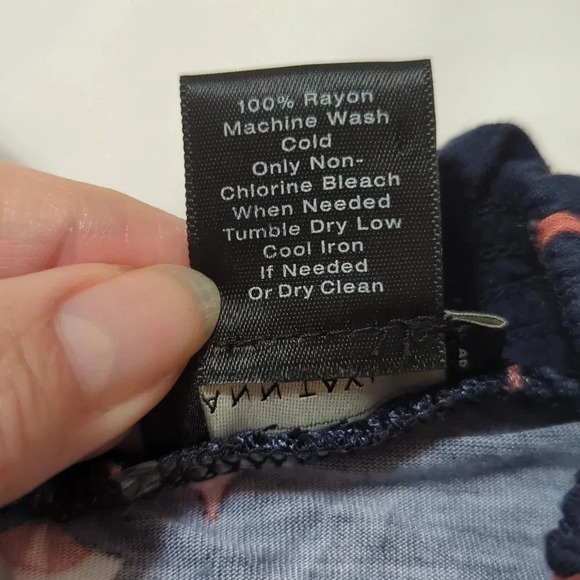 100% Rayon
Machine Wash
Cold
Only Non-
Chlorine Bleach
When Needed
Tumble Dry Low
Cool Iron
If Needed
Or Dry Clean